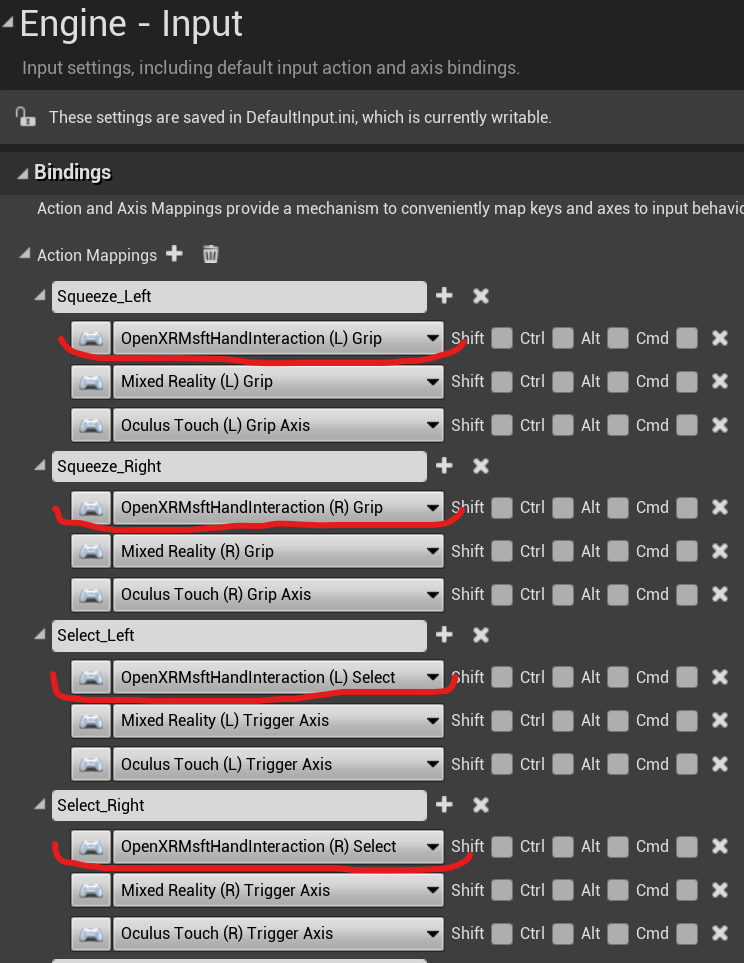 Engine - Input
Input settings, including default input action and axis bindings.
These settings are saved in DefaultInput.ini, which is currently writable.
Bindings
Action and Axis Mappings provide a mechanism to conveniently map keys and axes to input behavio
Action Mappings
Squeeze_Left
OpenXRMsftHandInteraction (L) Grip Shift Ctrl Alt Cmd
Mixed Reality (L) Grip Shift Ctrl Alt Cmd
Oculus Touch (L) Grip Axis Shift Ctrl Alt Cmd
Squeeze_Right
OpenXRMsftHandInteraction (R) Grip Shift Ctrl Alt Cmd
Mixed Reality (R) Grip Shift Ctrl Alt Cmd
Oculus Touch (R) Grip Axis Shift Ctrl Alt Cmd
Select_Left
OpenXRMsftHandInteraction (L) Select Shift Ctrl Alt Cmd
Mixed Reality (L) Trigger Axis Shift Ctrl Alt Cmd
Oculus Touch (L) Trigger Axis Shift Ctrl Alt Cmd
Select_Right
OpenXRMsftHandInteraction (R) Select Shift Ctrl Alt Cmd
Mixed Reality (R) Trigger Axis Shift Ctrl Alt Cmd
Oculus Touch (R) Trigger Axis Shift Ctrl Alt Cmd